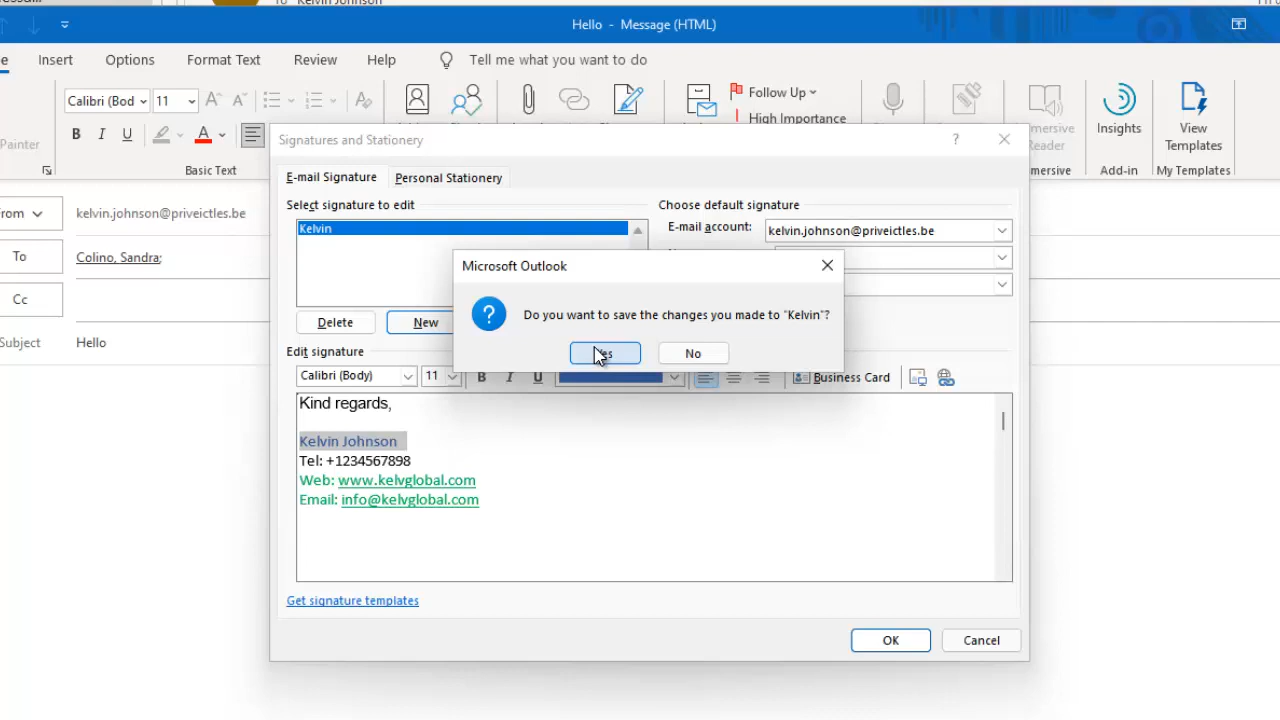 To Kelvin Johnson
Hello - Message (HTML)
Insert Options Format Text Review Help Tell me what you want to do
Calibri (Bod 11
Follow Up
High Importance
Painter
B I U A
Basic Text
Insights
View
Templates
Reader
Add-in
My Templates
From kelvin.johnson@priveictles.be
To Colino, Sandra;
Cc
Subject Hello
Signatures and Stationery ?
E-mail Signature Personal Stationery
Select signature to edit
Kelvin
Delete New
Choose default signature
E-mail account: kelvin.johnson@priveictles.be
Microsoft Outlook
? Do you want to save the changes you made to "Kelvin"?
No
Edit signature
Calibri (Body) 11 B I U Business Card
Kind regards,
Kelvin Johnson
Tel: +1234567898
Web: www.kelvglobal.com
Email: info@kelvglobal.com
Get signature templates
OK Cancel